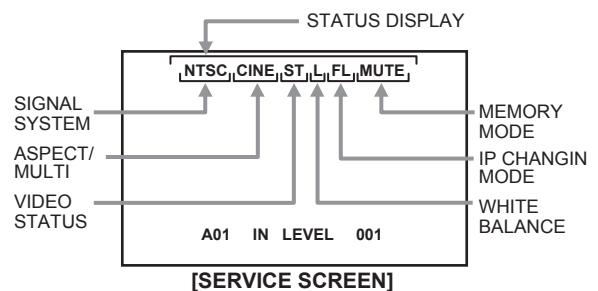 STATUS DISPLAY
NTSC CINE ST L FL MUTE
SIGNAL
SYSTEM
ASPECT/
MULTI
VIDEO
STATUS
MEMORY
MODE
IP CHANGIN
MODE
WHITE
BALANCE
A01 IN LEVEL 001
[SERVICE SCREEN]